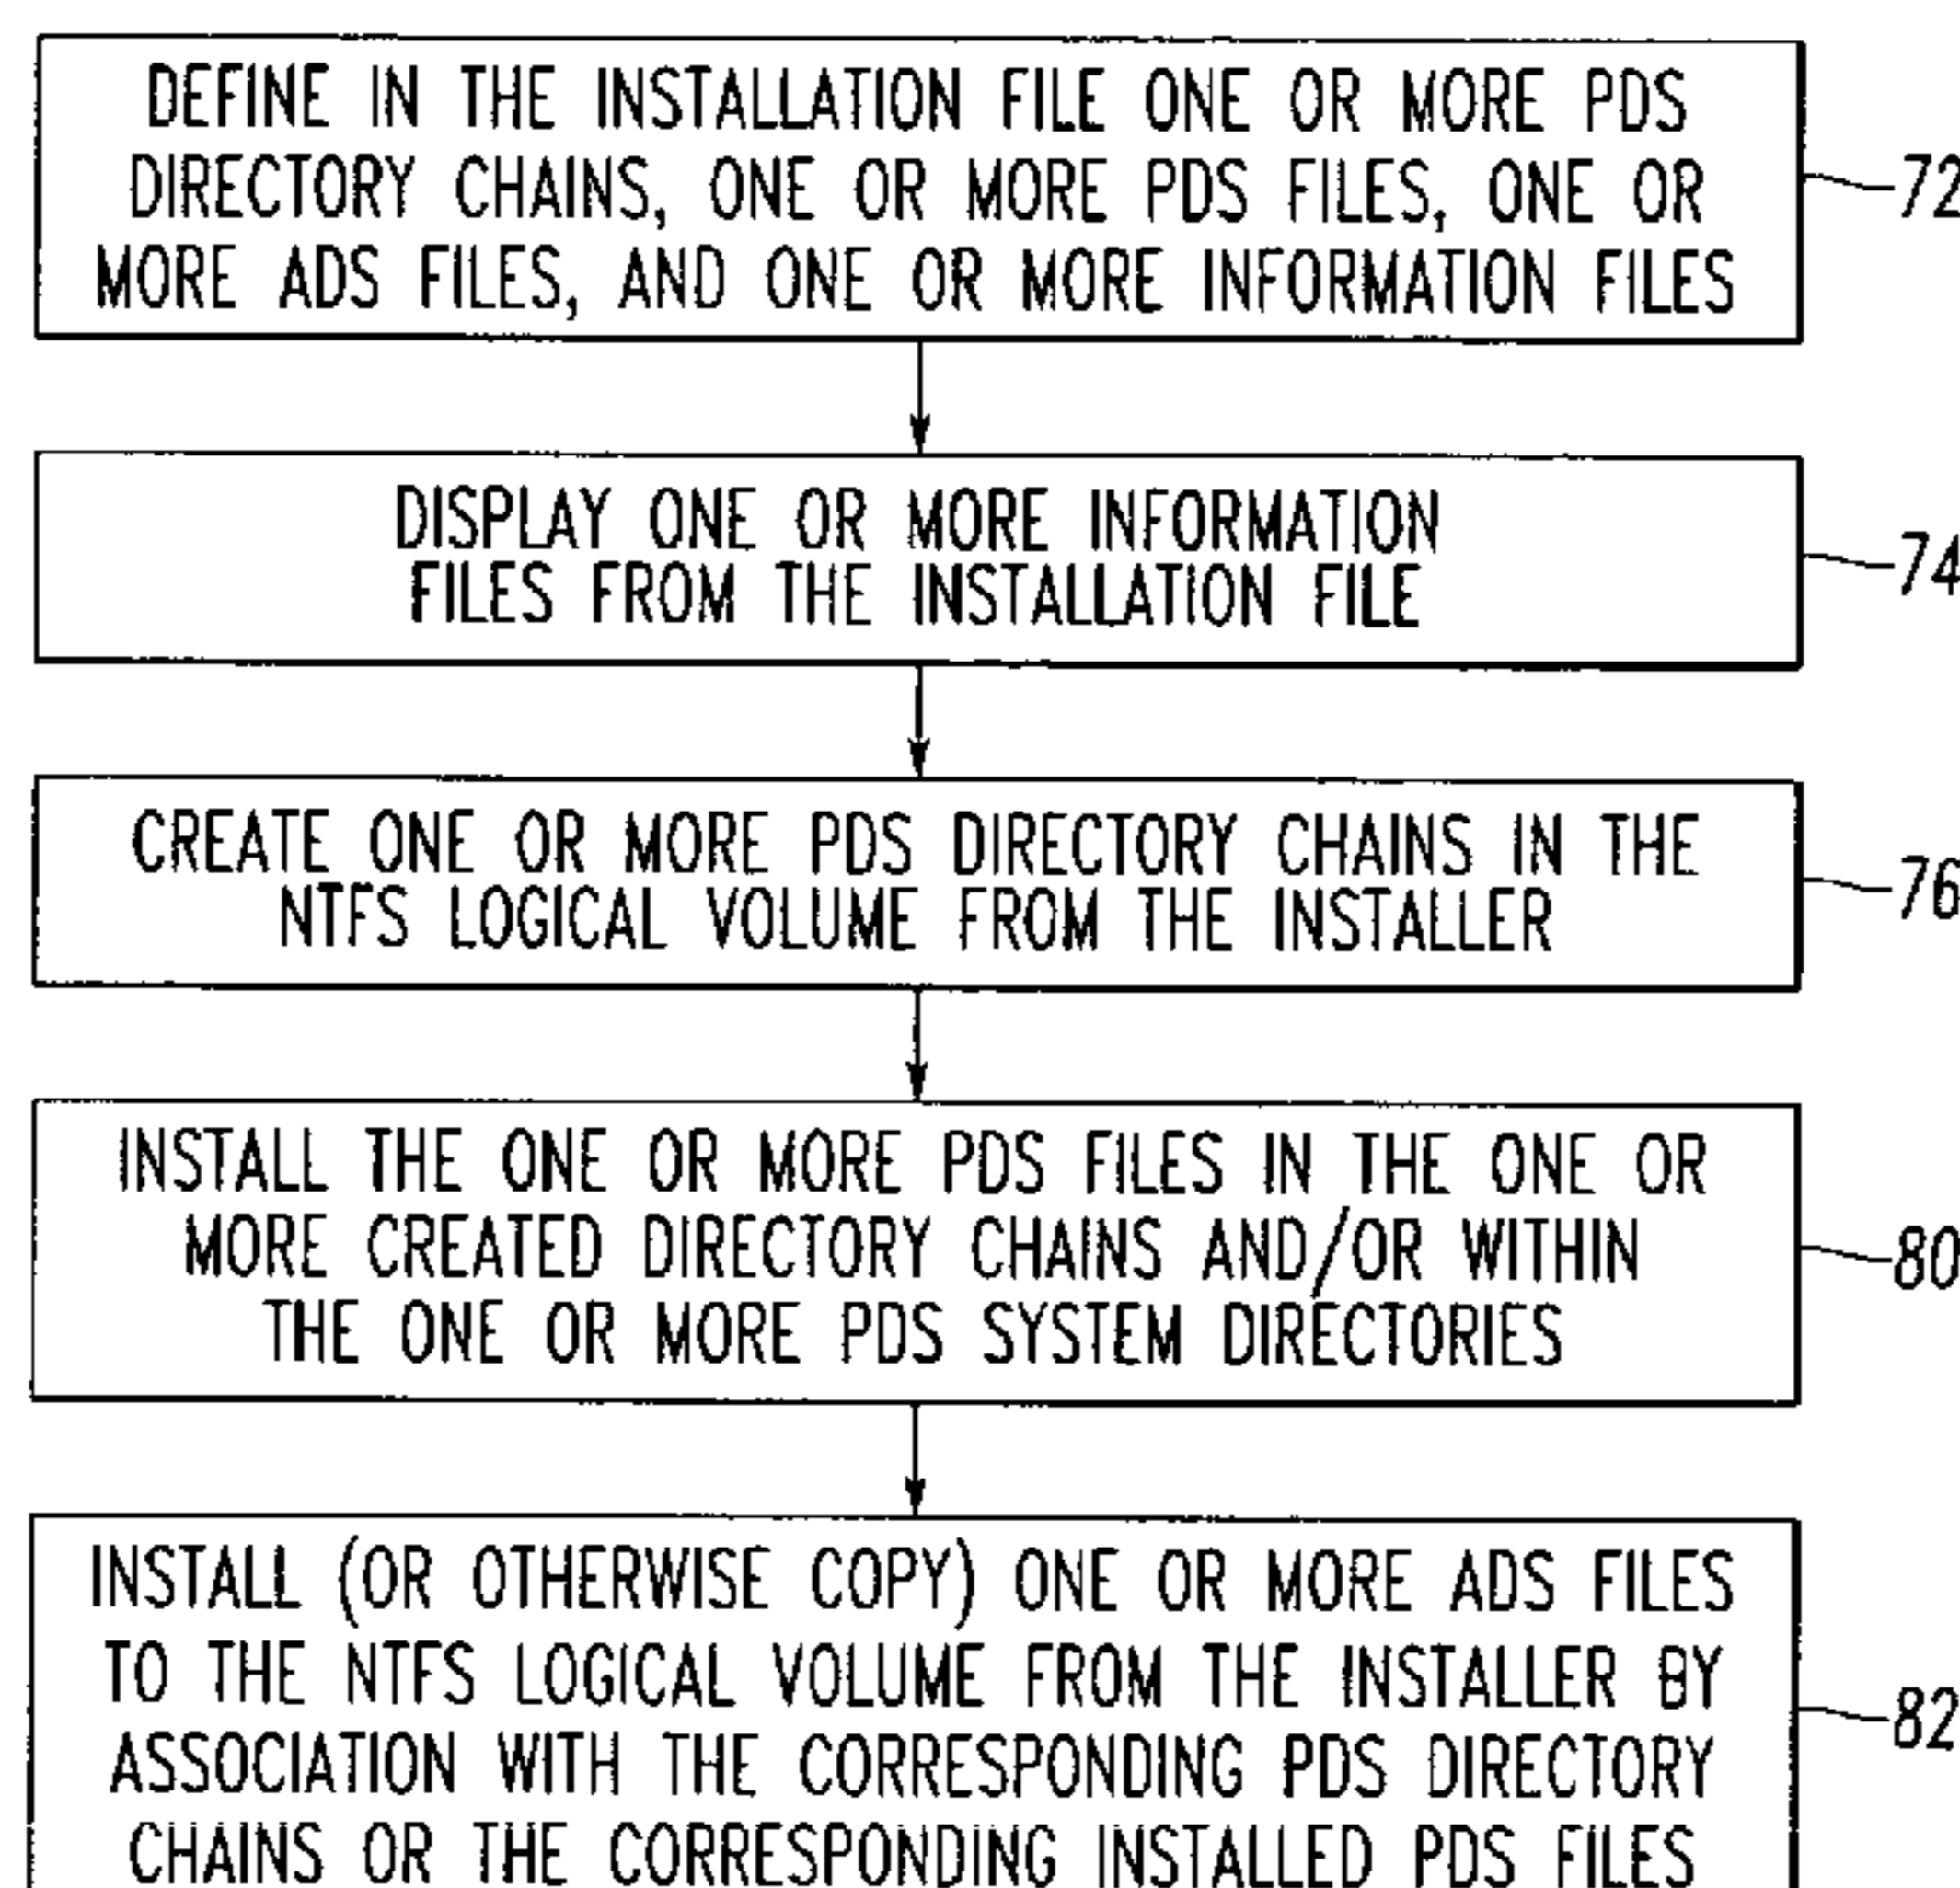 DEFINE IN THE INSTALLATION FILE ONE OR MORE PDS
DIRECTORY CHAINS, ONE OR MORE PDS FILES, ONE OR
MORE ADS FILES, AND ONE OR MORE INFORMATION FILES
72
DISPLAY ONE OR MORE INFORMATION
FILES FROM THE INSTALLATION FILE
74
CREATE ONE OR MORE PDS DIRECTORY CHAINS IN THE
NTFS LOGICAL VOLUME FROM THE INSTALLER
76
INSTALL THE ONE OR MORE PDS FILES IN THE ONE OR
MORE CREATED DIRECTORY CHAINS AND/OR WITHIN
THE ONE OR MORE PDS SYSTEM DIRECTORIES
80
INSTALL (OR OTHERWISE COPY) ONE OR MORE ADS FILES
TO THE NTFS LOGICAL VOLUME FROM THE INSTALLER BY
ASSOCIATION WITH THE CORRESPONDING PDS DIRECTORY
CHAINS OR THE CORRESPONDING INSTALLED PDS FILES
82